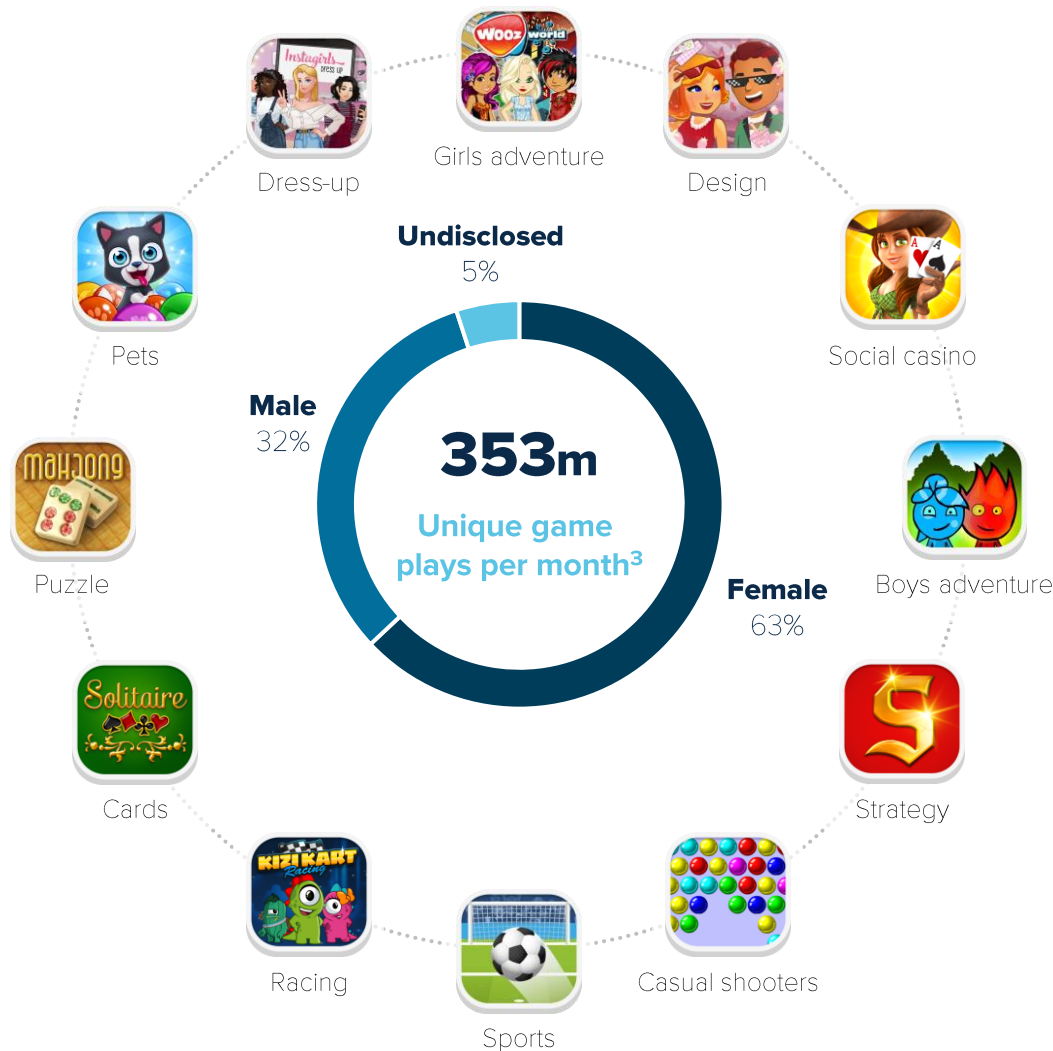 Instagirls
DRESS UP
WOOZ world
Dress-up
Girls adventure
Design
Undisclosed
5%
A A
Pets
Social casino
Male
32%
353m
Unique game
plays per month³
MAHJONG
Puzzle
Female
63%
Boys adventure
Solitaire
S
Cards
Strategy
KIZI KART
Racing
Racing
Sports
Casual shooters